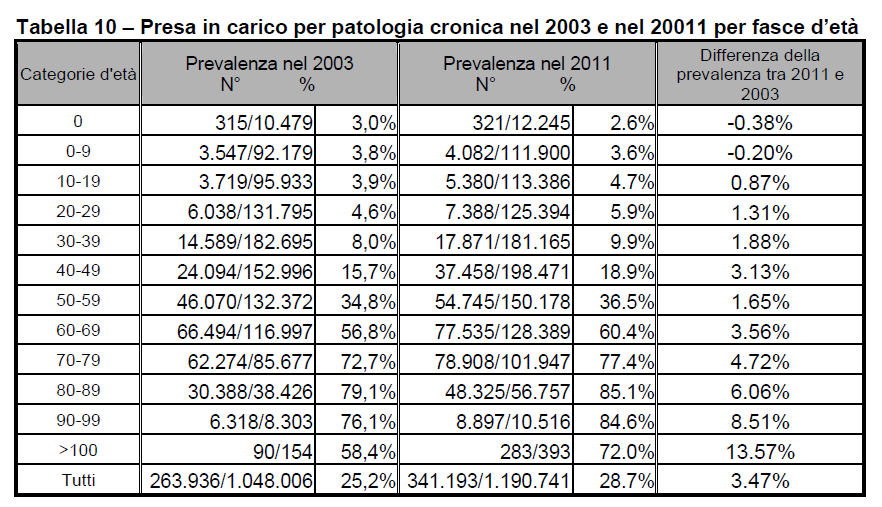 Tabella 10 – Presa in carico per patologia cronica nel 2003 e nel 20011 per fasce d'età
Categorie d'età Prevalenza nel 2003 N° % Prevalenza nel 2011 N° % Differenza della prevalenza tra 2011 e 2003
0 315/10.479 3,0% 321/12.245 2.6% -0.38%
0-9 3.547/92.179 3,8% 4.082/111.900 3.6% -0.20%
10-19 3.719/95.933 3,9% 5.380/113.386 4.7% 0.87%
20-29 6.038/131.795 4,6% 7.388/125.394 5.9% 1.31%
30-39 14.589/182.695 8,0% 17.871/181.165 9.9% 1.88%
40-49 24.094/152.996 15,7% 37.458/198.471 18.9% 3.13%
50-59 46.070/132.372 34,8% 54.745/150.178 36.5% 1.65%
60-69 66.494/116.997 56,8% 77.535/128.389 60.4% 3.56%
70-79 62.274/85.677 72,7% 78.908/101.947 77.4% 4.72%
80-89 30.388/38.426 79,1% 48.325/56.757 85.1% 6.06%
90-99 6.318/8.303 76,1% 8.897/10.516 84.6% 8.51%
>100 90/154 58,4% 283/393 72.0% 13.57%
Tutti 263.936/1.048.006 25,2% 341.193/1.190.741 28.7% 3.47%